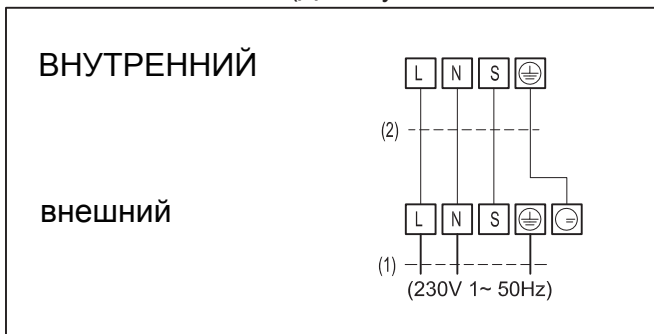 ВНУТРЕННИЙ
L N S
(2)
внешний
L N S
(1)
(230V 1~ 50Hz)